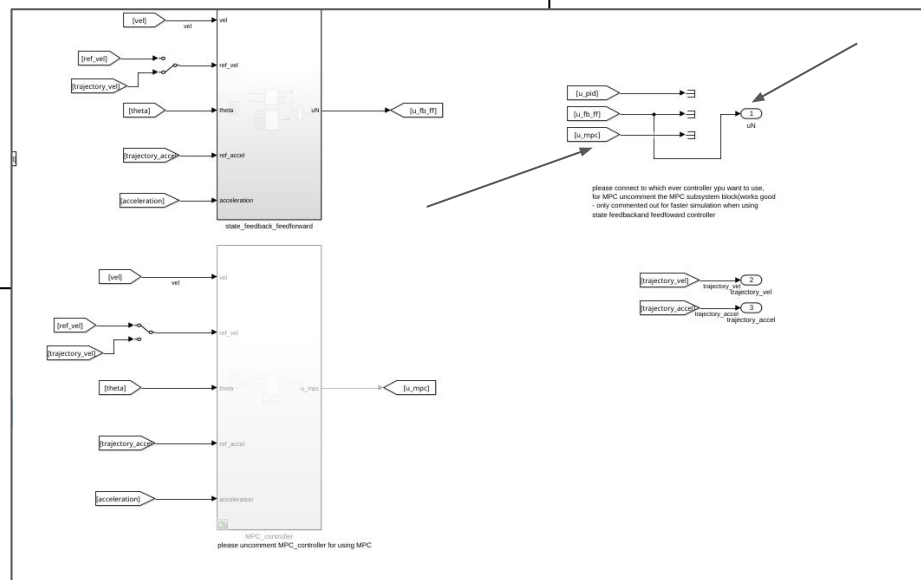 [vel]
vel
vel
[ref_vel]
ref_vel
[trajectory_vel]
[theta]
theta
uN
[u_fb_ff]
[trajectory_accel
ref_accel
[acceleration]
acceleration
state_feedback_feedforward
[u_pid]
[u_fb_ff]
[u_mpc]
1
uN
please connect to which ever controller ypu want to use,
for MPC uncomment the MPC subsystem block(works good
- only commented out for faster simulation when using
state feedbackand feedfoward controller
[trajectory_vel]
trajectory_vel
2
trajectory_vel
[trajectory_accel]
trajectory_accel
3
trajectory_accel
[vel]
vel
vel
[ref_vel]
ref_vel
[trajectory_vel]
[theta]
theta
u_mpc
[u_mpc]
[trajectory_accel
ref_accel
[acceleration]
acceleration
MPC_controller
please uncomment MPC_controller for using MPC